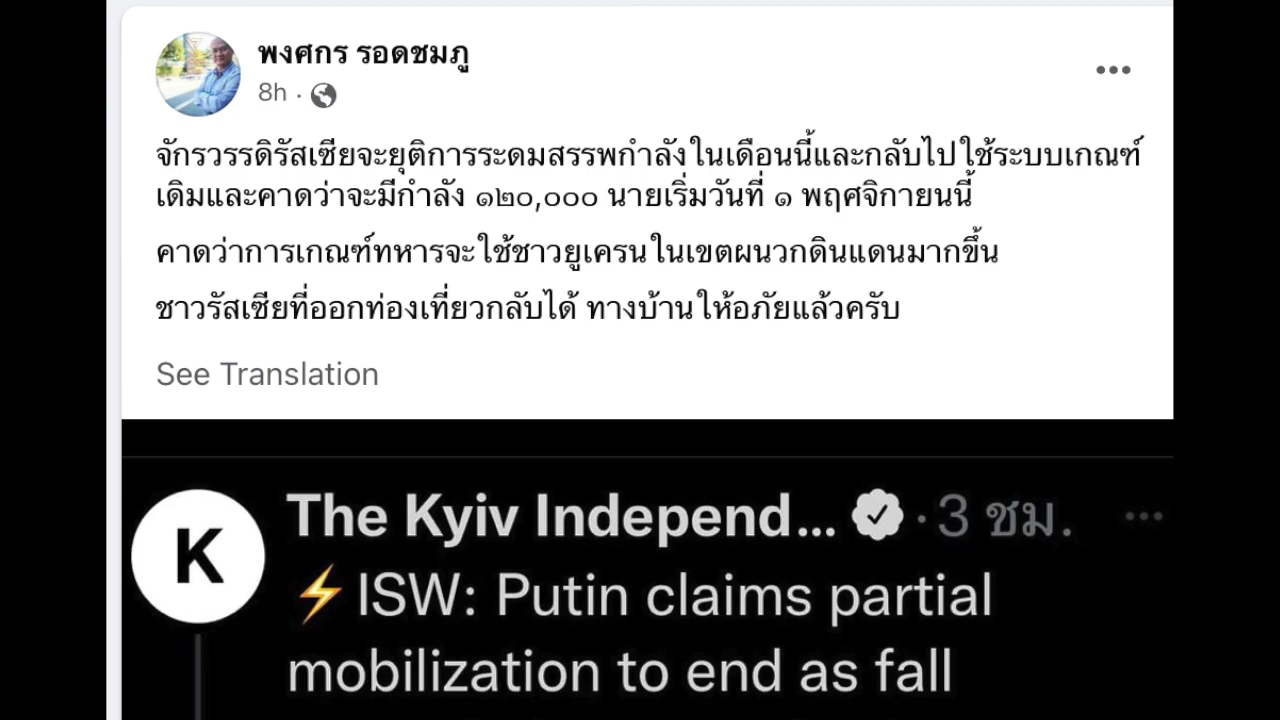 พงศกร รอดชมภู
8h ·
จักรวรรดิรัสเซียจะยุติการระดมสรรพกำลังในเดือนนี้และกลับไปใช้ระบบเกณฑ์
เดิมและคาดว่าจะมีกำลัง ๑๒๐,๐๐๐ นายเริ่มวันที่ ๑ พฤศจิกายนนี้
คาดว่าการเกณฑ์ทหารจะใช้ชาวยูเครนในเขตผนวกดินแดนมากขึ้น
ชาวรัสเซียที่ออกท่องเที่ยวกลับได้ ทางบ้านให้อภัยแล้วครับ
See Translation
K
The Kyiv Independ... · 3 ชม.
⚡ISW: Putin claims partial
mobilization to end as fall